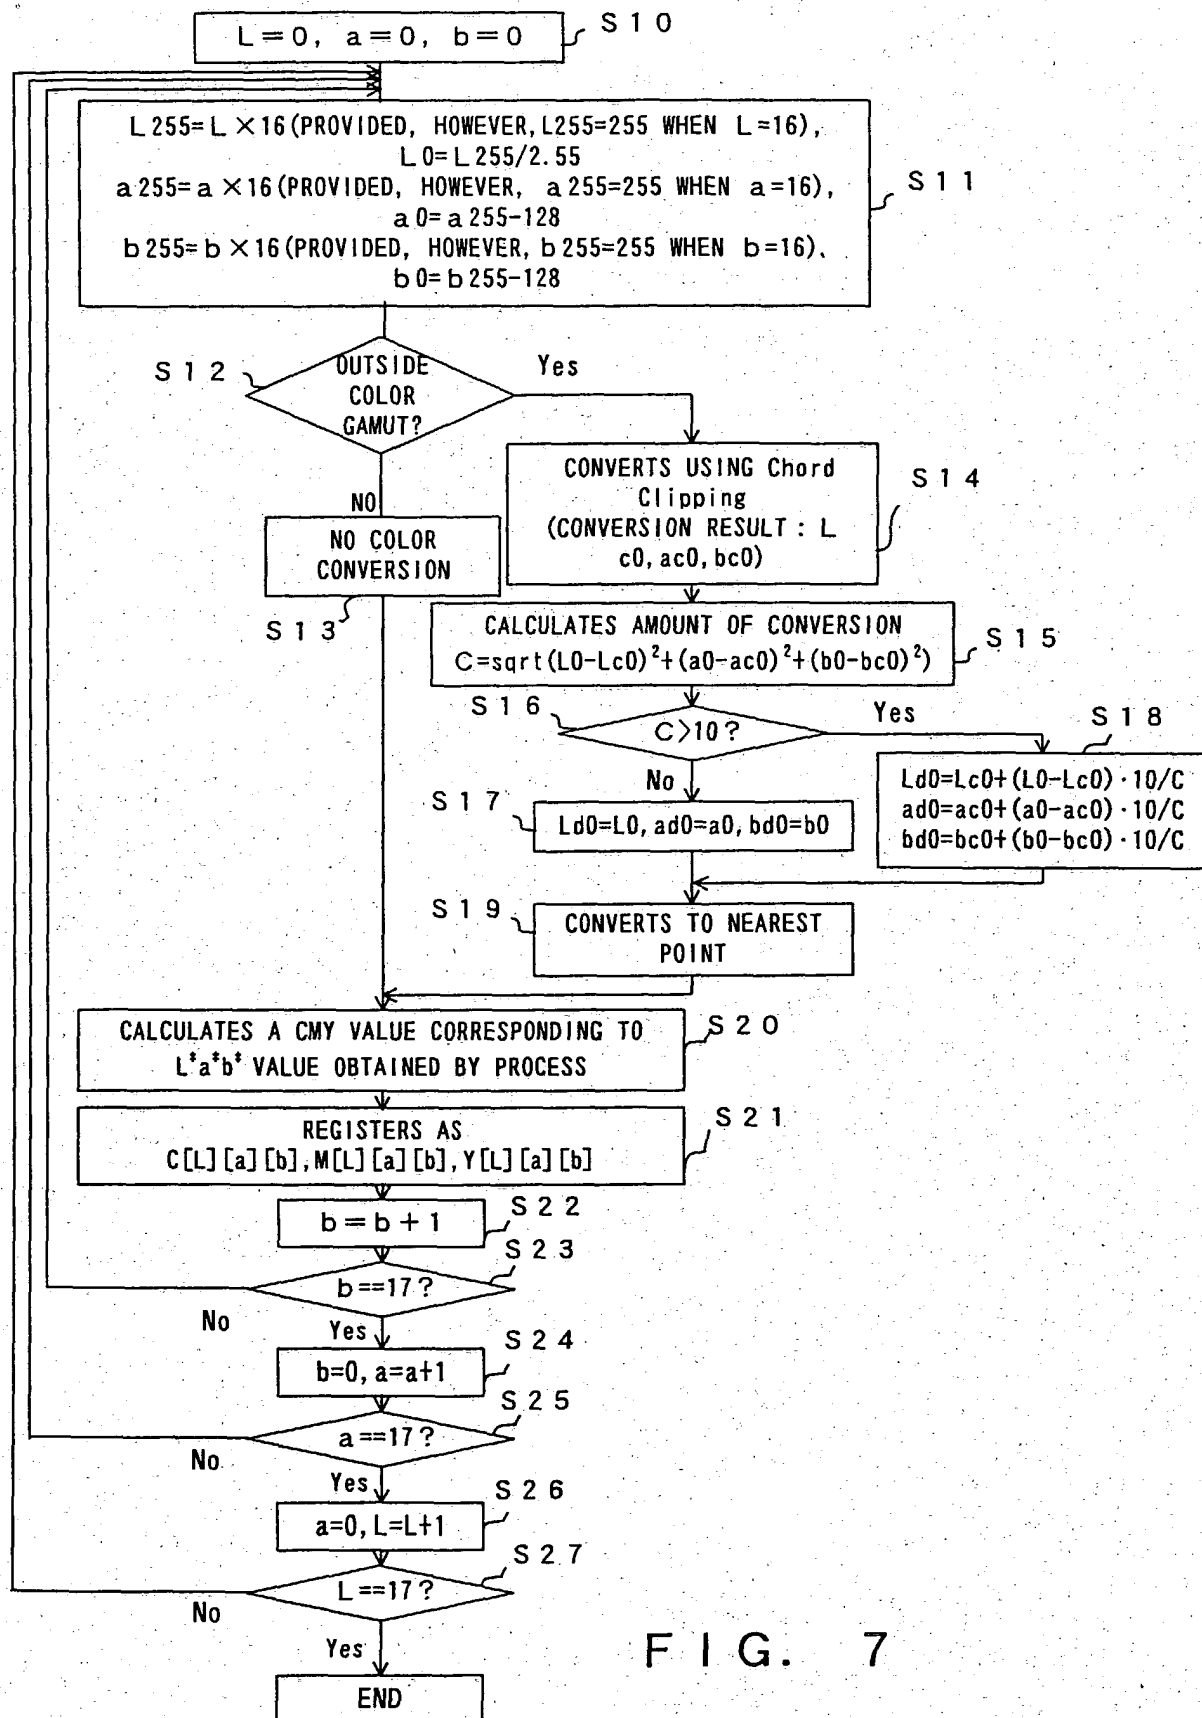 L=0, a=0, b=0
S10
L255=L×16(PROVIDED, HOWEVER,L255=255 WHEN L=16),
L0=L255/2.55
a255=a×16(PROVIDED, HOWEVER, a255=255 WHEN a=16),
a0=a255-128
b255=b×16(PROVIDED, HOWEVER, b255=255 WHEN b=16).
b0=b255-128
S11
S12
OUTSIDE
COLOR
GAMUT?
Yes
NO
NO COLOR
CONVERSION
S13
CONVERTS USING Chord
Clipping
(CONVERSION RESULT : L
c0, ac0, bc0)
S14
CALCULATES AMOUNT OF CONVERSION
C=sqrt(L0-Lc0)²+(a0-ac0)²+(b0-bc0)²)
S15
S16
C>10?
Yes
No
S18
Ld0=Lc0+(L0-Lc0)·10/C
ad0=ac0+(a0-ac0)·10/C
bd0=bc0+(b0-bc0)·10/C
S17
Ld0=L0, ad0=a0, bd0=b0
S19
CONVERTS TO NEAREST
POINT
CALCULATES A CMY VALUE CORRESPONDING TO
L*a*b* VALUE OBTAINED BY PROCESS
S20
REGISTERS AS
C[L][a][b], M[L][a][b], Y[L][a][b]
S21
b=b+1
S22
b==17?
S23
No
Yes
b=0, a=a+1
S24
a==17?
S25
No
Yes
a=0, L=L+1
S26
L==17?
S27
No
Yes
END
FIG. 7